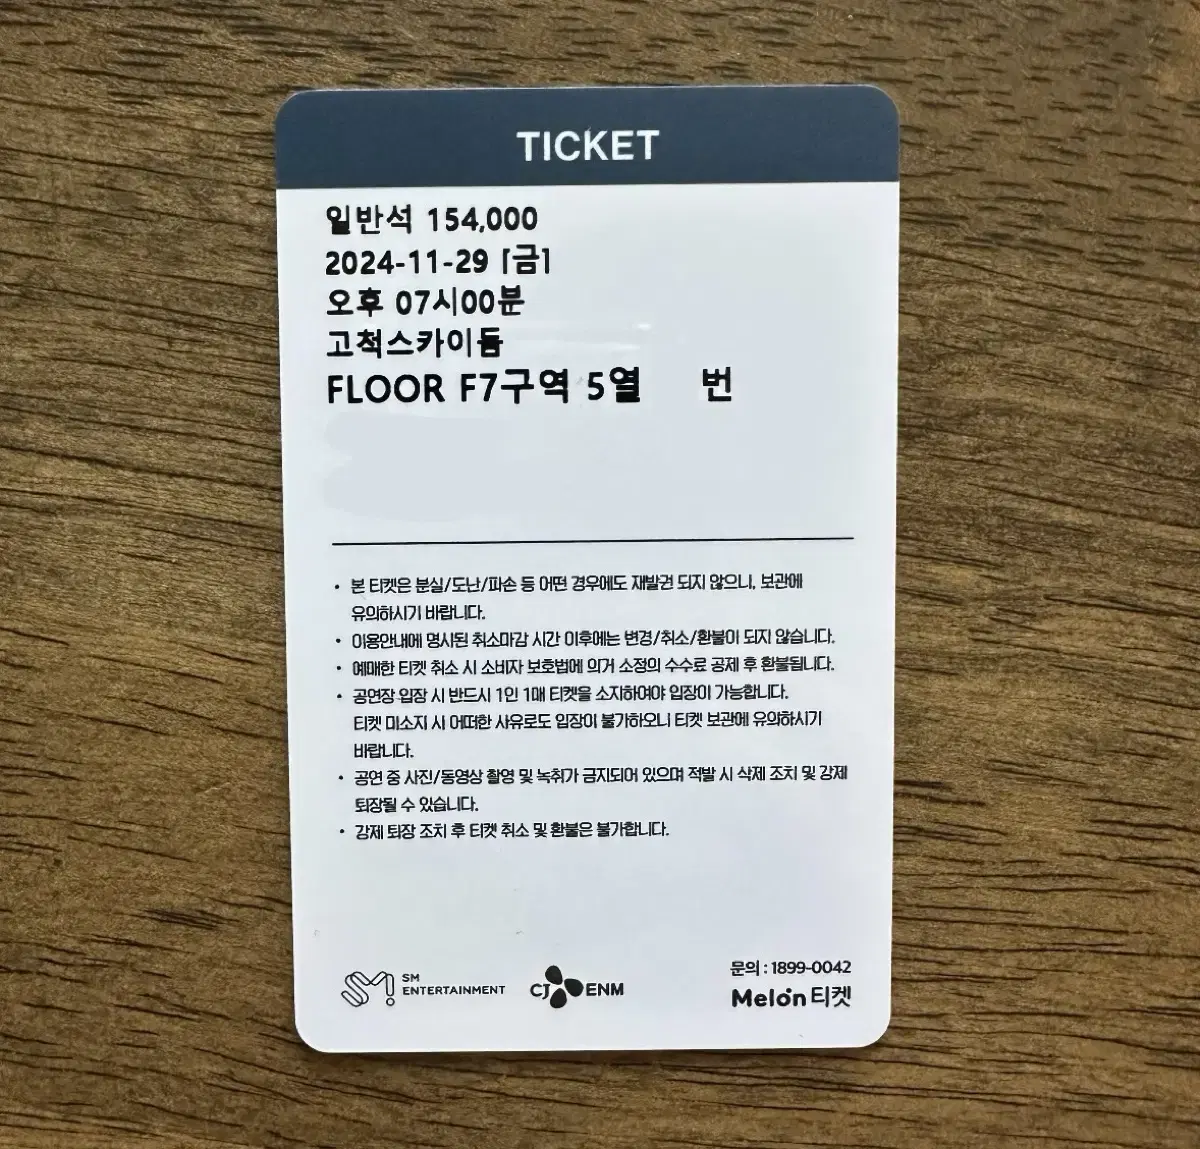 TICKET
일반석 154,000
2024-11-29 [금]
오후 07시00분
고척스카이돔
FLOOR F7구역 5열 번
• 본 티켓은 분실/도난/파손 등 어떤 경우에도 재발권 되지 않으니, 보관에
유의하시기 바랍니다.
• 이용안내에 명시된 취소마감 시간 이후에는 변경/취소/환불이 되지 않습니다.
• 예매한 티켓 취소 시 소비자 보호법에 의거 소정의 수수료 공제 후 환불됩니다.
• 공연장 입장 시 반드시 1인 1매 티켓을 소지하여야 입장이 가능합니다.
티켓 미소지 시 어떠한 사유로도 입장이 불가하오니 티켓 보관에 유의하시기
바랍니다.
• 공연 중 사진/동영상 촬영 및 녹취가 금지되어 있으며 적발 시 삭제 조치 및 강제
퇴장될 수 있습니다.
• 강제 퇴장 조치 후 티켓 취소 및 환불은 불가합니다.
SM
ENTERTAINMENT
CJ ENM
문의 : 1899-0042
Melon티켓